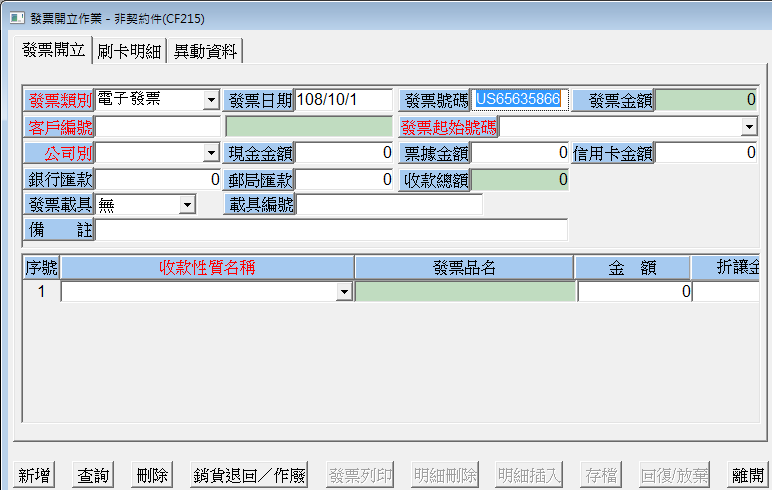 發票開立作業 - 非契約件(CF215)
發票開立 刷卡明細 異動資料
發票類別 電子發票 發票日期 108/10/1 發票號碼 US65635866 發票金額 0
客戶編號 發票起始號碼
公司別 現金金額 0 票據金額 0 信用卡金額 0
銀行匯款 0 郵局匯款 0 收款總額 0
發票載具 無 載具編號
備 註
序號 收款性質名稱 發票品名 金 額 折讓金
1 0
新增 查詢 刪除 銷貨退回／作廢 發票列印 明細刪除 明細插入 存檔 回復/放棄 離開